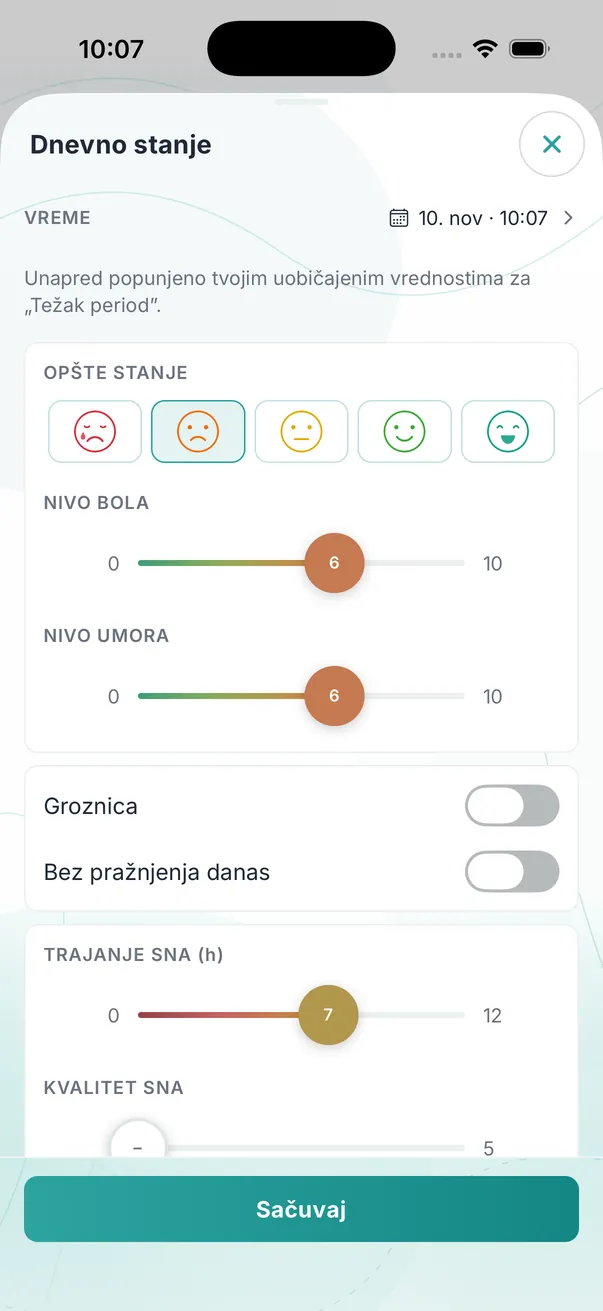 10:07
Dnevno stanje
VREME
10. nov · 10:07
Unapred popunjeno tvojim uobičajenim vrednostima za
„Težak period”.
OPŠTE STANJE
NIVO BOLA
0 6 10
NIVO UMORA
0 6 10
Groznica
Bez pražnjenja danas
TRAJANJE SNA (h)
0 7 12
KVALITET SNA
– 5
Sačuvaj